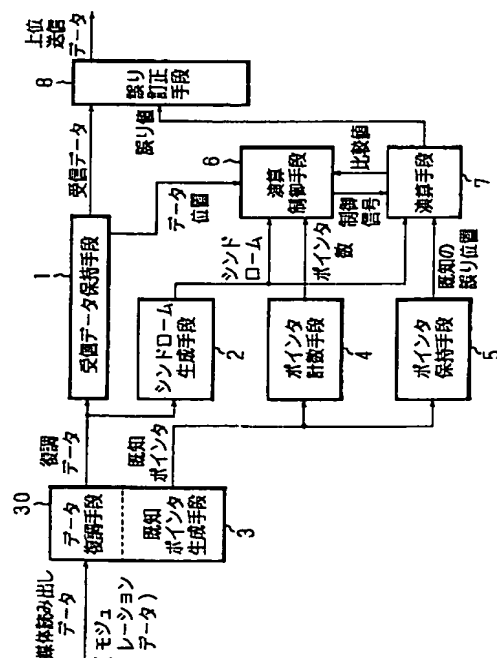 媒体読み出し
データ
(モジュ
レーション
データ)
30
データ
復調手段
既知
ポインタ
生成手段
3
復調
データ
既知
ポインタ
1
受信データ保持手段
シンドローム
生成手段
2
ポインタ
計数手段
4
ポインタ
保持手段
5
受信データ
データ
位置
シンド
ローム
ポインタ
数
既知の
誤り位置
6
演算
制御手段
制御
信号
比較値
演算手段
7
誤り値
8
誤り
訂正
手段
上位
送信
データ